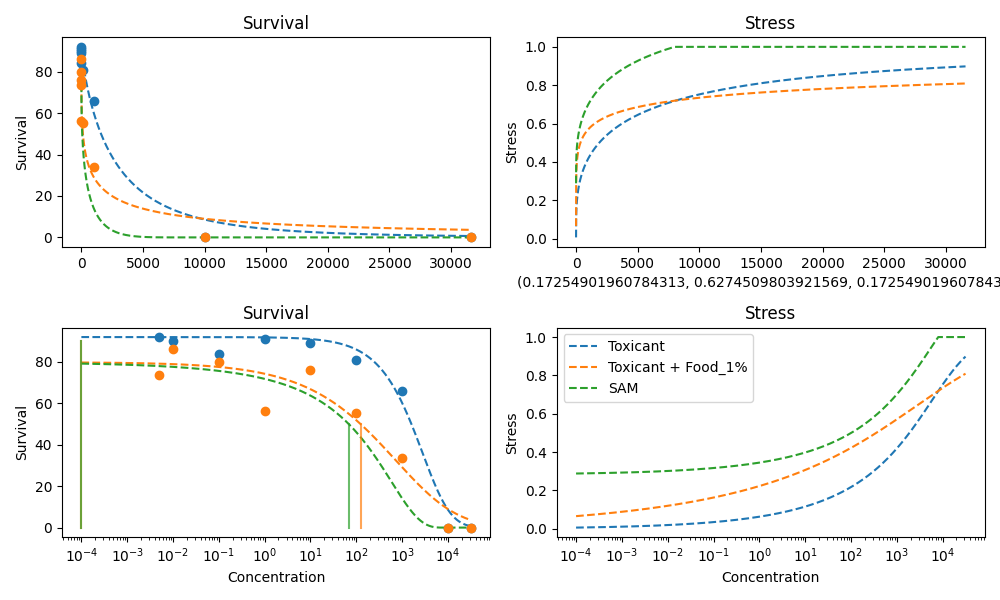 Survival
Survival
80
60
40
20
0
0 5000 10000 15000 20000 25000 30000
Stress
Stress
1.0
0.8
0.6
0.4
0.2
0.0
0 5000 10000 15000 20000 25000 30000
(0.17254901960784313, 0.6274509803921569, 0.1725490196078431
Survival
Survival
80
60
40
20
0
10⁻⁴ 10⁻³ 10⁻² 10⁻¹ 10⁰ 10¹ 10² 10³ 10⁴
Concentration
Stress
Stress
1.0
0.8
0.6
0.4
0.2
0.0
Toxicant
Toxicant + Food_1%
SAM
10⁻⁴ 10⁻³ 10⁻² 10⁻¹ 10⁰ 10¹ 10² 10³ 10⁴
Concentration